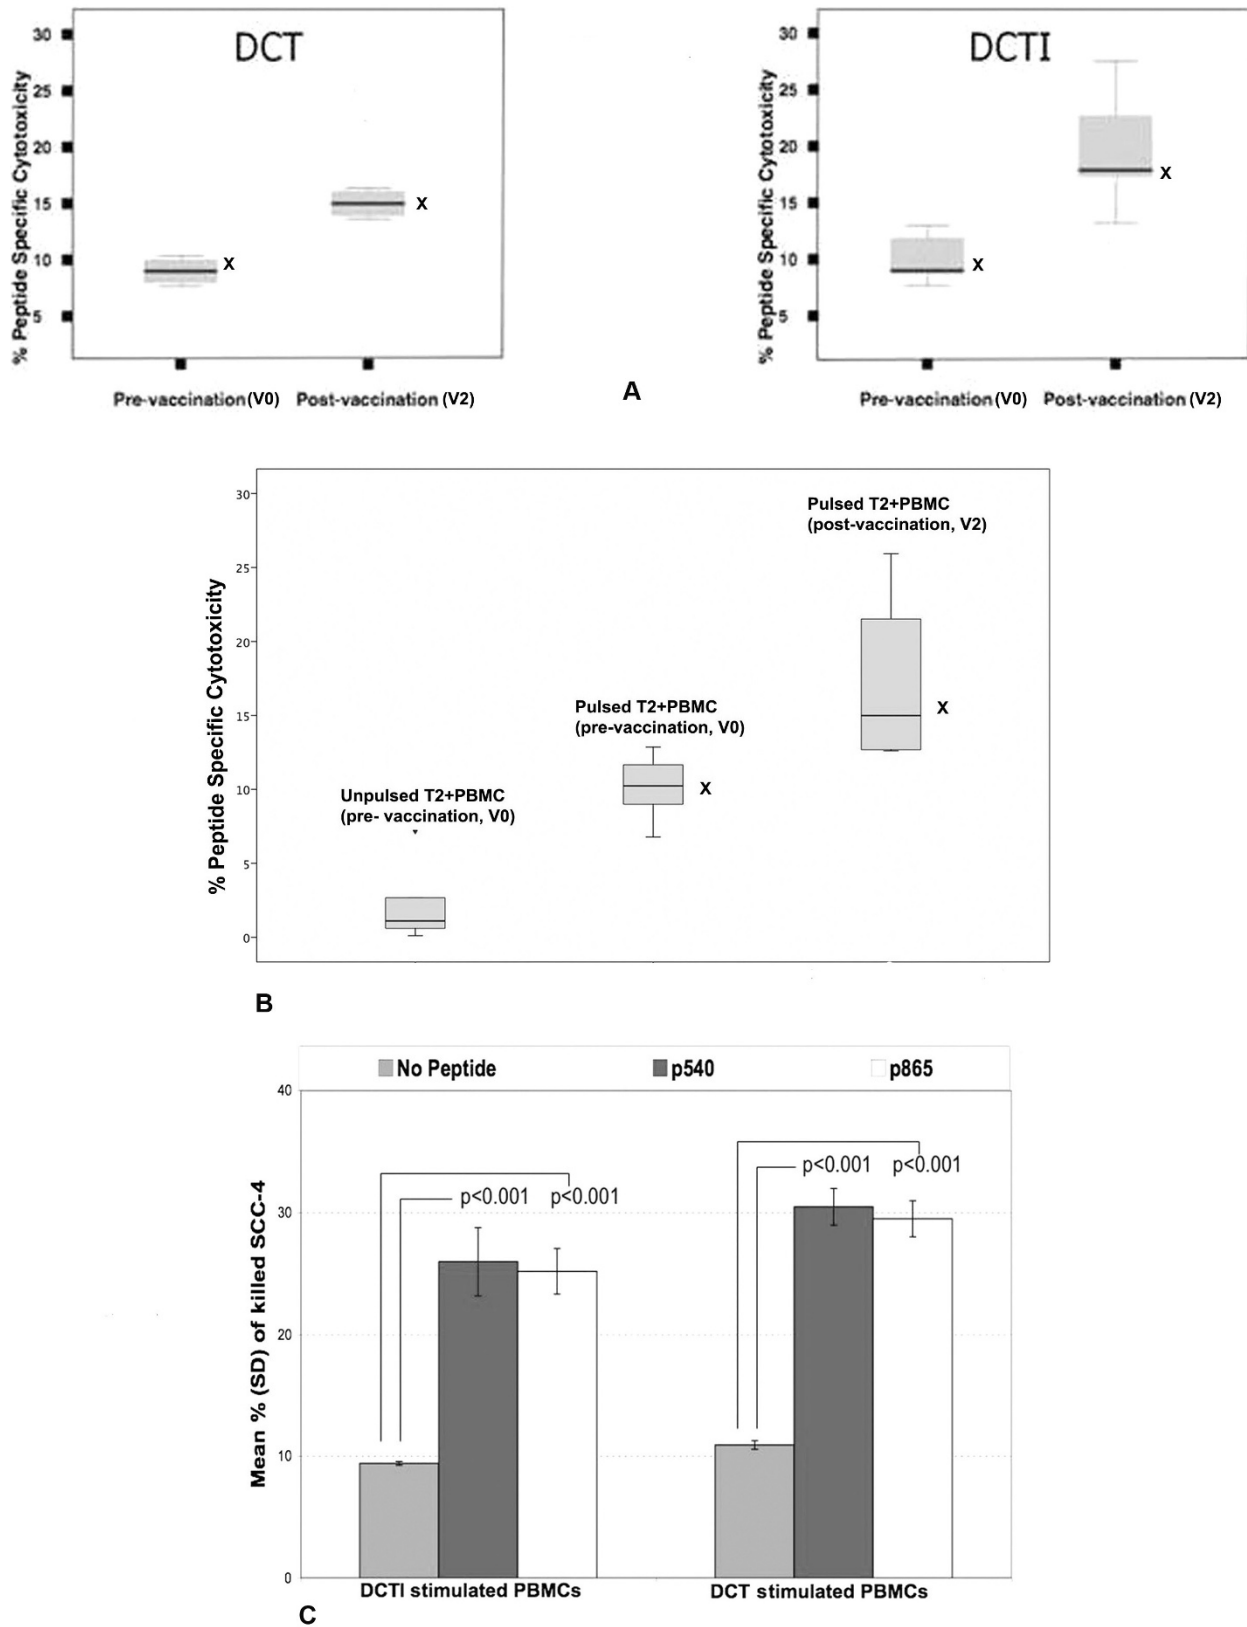 DCT
% Peptide Specific Cytotoxicity
30
25
20
15
10
5
X
X
Pre-vaccination (V0) Post-vaccination (V2)
DCTI
% Peptide Specific Cytotoxicity
30
25
20
15
10
5
X
X
Pre-vaccination (V0) Post-vaccination (V2)
A
% Peptide Specific Cytotoxicity
30
25
20
15
10
5
0
Unpulsed T2+PBMC
(pre- vaccination, V0)
Pulsed T2+PBMC
(pre-vaccination, V0)
X
Pulsed T2+PBMC
(post-vaccination, V2)
X
B
No Peptide p540 p865
Mean % (SD) of killed SCC-4
40
30
20
10
0
p<0.001 p<0.001
p<0.001 p<0.001
DCTI stimulated PBMCs DCT stimulated PBMCs
C